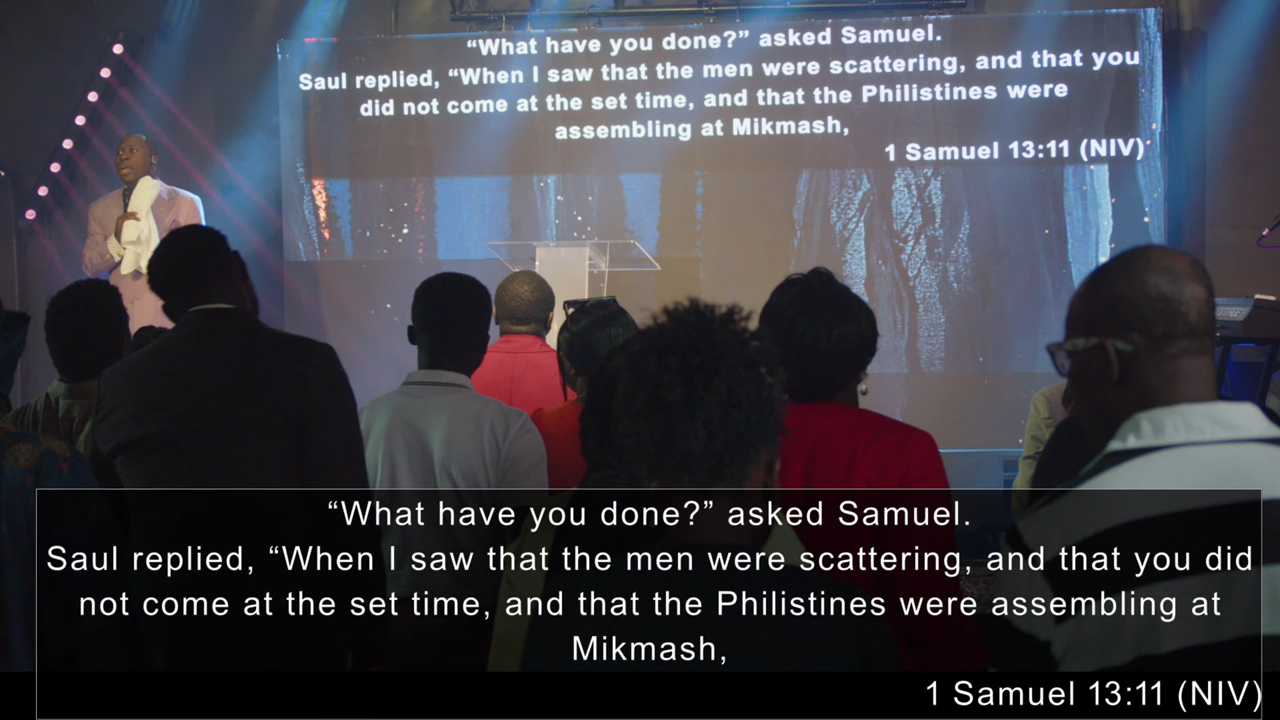 “What have you done?” asked Samuel.
Saul replied, “When I saw that the men were scattering, and that you
did not come at the set time, and that the Philistines were
assembling at Mikmash,
1 Samuel 13:11 (NIV)
“What have you done?” asked Samuel.
Saul replied, “When I saw that the men were scattering, and that you did
not come at the set time, and that the Philistines were assembling at
Mikmash,
1 Samuel 13:11 (NIV)